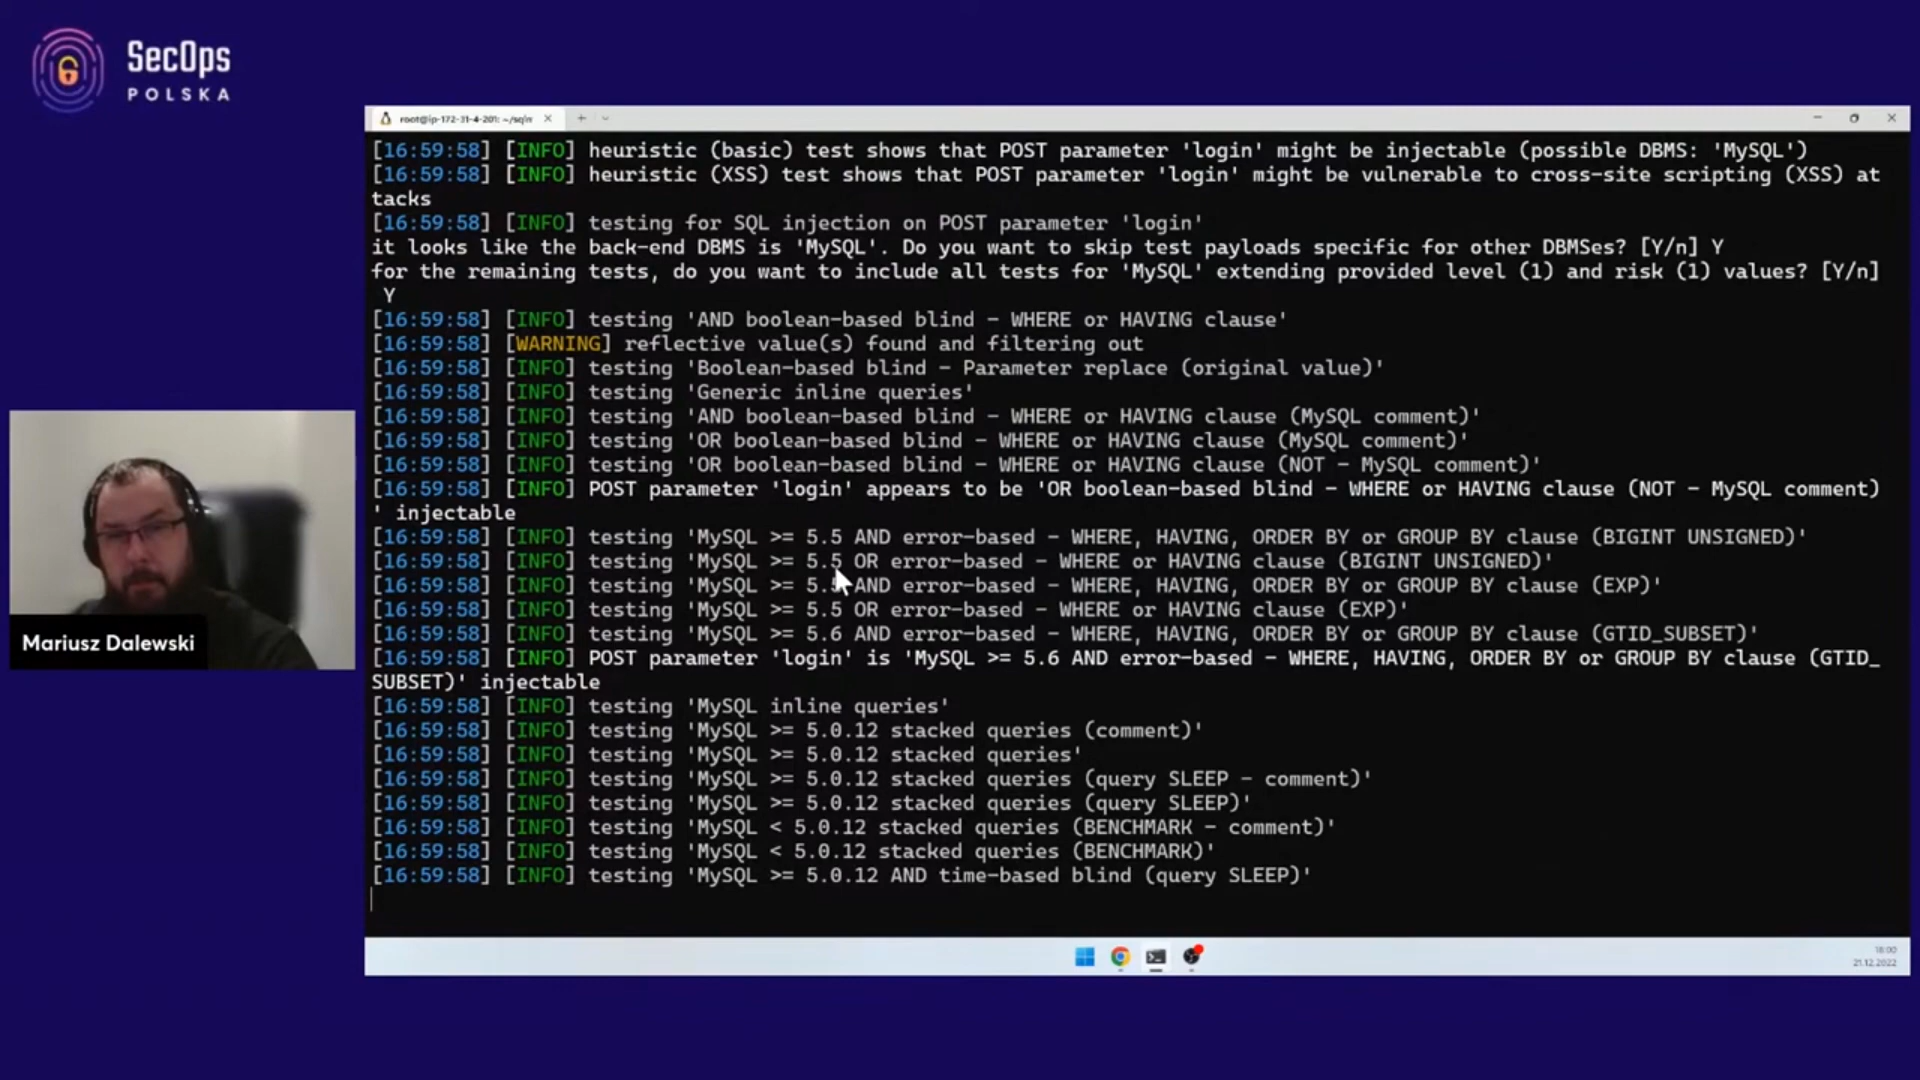 SecOps
POLSKA
root@ip-172-31-4-201: ~/sqlm
[16:59:58] [INFO] heuristic (basic) test shows that POST parameter 'login' might be injectable (possible DBMS: 'MySQL')
[16:59:58] [INFO] heuristic (XSS) test shows that POST parameter 'login' might be vulnerable to cross-site scripting (XSS) at
tacks
[16:59:58] [INFO] testing for SQL injection on POST parameter 'login'
it looks like the back-end DBMS is 'MySQL'. Do you want to skip test payloads specific for other DBMSes? [Y/n] Y
for the remaining tests, do you want to include all tests for 'MySQL' extending provided level (1) and risk (1) values? [Y/n]
Y
[16:59:58] [INFO] testing 'AND boolean-based blind - WHERE or HAVING clause'
[16:59:58] [WARNING] reflective value(s) found and filtering out
[16:59:58] [INFO] testing 'Boolean-based blind - Parameter replace (original value)'
[16:59:58] [INFO] testing 'Generic inline queries'
[16:59:58] [INFO] testing 'AND boolean-based blind - WHERE or HAVING clause (MySQL comment)'
[16:59:58] [INFO] testing 'OR boolean-based blind - WHERE or HAVING clause (MySQL comment)'
[16:59:58] [INFO] testing 'OR boolean-based blind - WHERE or HAVING clause (NOT - MySQL comment)'
[16:59:58] [INFO] POST parameter 'login' appears to be 'OR boolean-based blind - WHERE or HAVING clause (NOT - MySQL comment)
' injectable
[16:59:58] [INFO] testing 'MySQL >= 5.5 AND error-based - WHERE, HAVING, ORDER BY or GROUP BY clause (BIGINT UNSIGNED)'
[16:59:58] [INFO] testing 'MySQL >= 5.5 OR error-based - WHERE or HAVING clause (BIGINT UNSIGNED)'
[16:59:58] [INFO] testing 'MySQL >= 5.5 AND error-based - WHERE, HAVING, ORDER BY or GROUP BY clause (EXP)'
[16:59:58] [INFO] testing 'MySQL >= 5.5 OR error-based - WHERE or HAVING clause (EXP)'
[16:59:58] [INFO] testing 'MySQL >= 5.6 AND error-based - WHERE, HAVING, ORDER BY or GROUP BY clause (GTID_SUBSET)'
[16:59:58] [INFO] POST parameter 'login' is 'MySQL >= 5.6 AND error-based - WHERE, HAVING, ORDER BY or GROUP BY clause (GTID_
SUBSET)' injectable
[16:59:58] [INFO] testing 'MySQL inline queries'
[16:59:58] [INFO] testing 'MySQL >= 5.0.12 stacked queries (comment)'
[16:59:58] [INFO] testing 'MySQL >= 5.0.12 stacked queries'
[16:59:58] [INFO] testing 'MySQL >= 5.0.12 stacked queries (query SLEEP - comment)'
[16:59:58] [INFO] testing 'MySQL >= 5.0.12 stacked queries (query SLEEP)'
[16:59:58] [INFO] testing 'MySQL < 5.0.12 stacked queries (BENCHMARK - comment)'
[16:59:58] [INFO] testing 'MySQL < 5.0.12 stacked queries (BENCHMARK)'
[16:59:58] [INFO] testing 'MySQL >= 5.0.12 AND time-based blind (query SLEEP)'
Mariusz Dalewski
18:00
21.12.2022